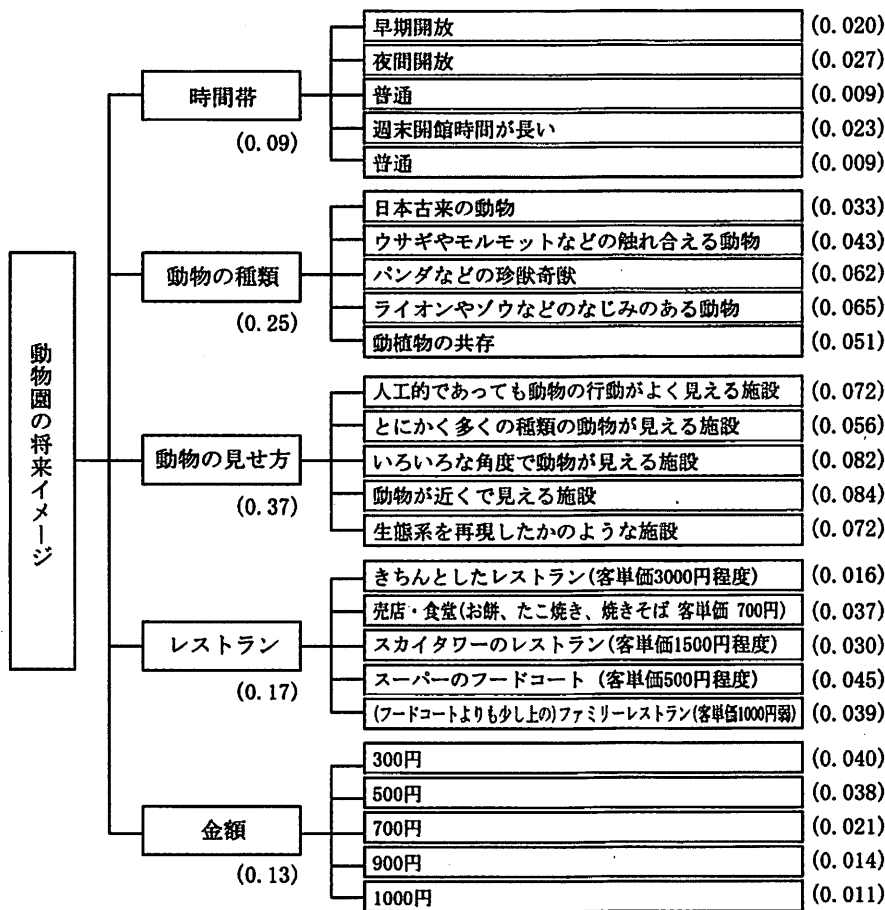 動物園の将来イメージ
時間帯
(0.09)
早期開放 (0.020)
夜間開放 (0.027)
普通 (0.009)
週末開館時間が長い (0.023)
普通 (0.009)
動物の種類
(0.25)
日本古来の動物 (0.033)
ウサギやモルモットなどの触れ合える動物 (0.043)
パンダなどの珍獣奇獣 (0.062)
ライオンやゾウなどのなじみのある動物 (0.065)
動植物の共存 (0.051)
動物の見せ方
(0.37)
人工的であっても動物の行動がよく見える施設 (0.072)
とにかく多くの種類の動物が見える施設 (0.056)
いろいろな角度で動物が見える施設 (0.082)
動物が近くで見える施設 (0.084)
生態系を再現したかのような施設 (0.072)
レストラン
(0.17)
きちんとしたレストラン(客単価3000円程度) (0.016)
売店・食堂(お餅、たこ焼き、焼きそば 客単価 700円) (0.037)
スカイタワーのレストラン(客単価1500円程度) (0.030)
スーパーのフードコート (客単価500円程度) (0.045)
(フードコートよりも少し上の)ファミリーレストラン(客単価1000円弱) (0.039)
金額
(0.13)
300円 (0.040)
500円 (0.038)
700円 (0.021)
900円 (0.014)
1000円 (0.011)